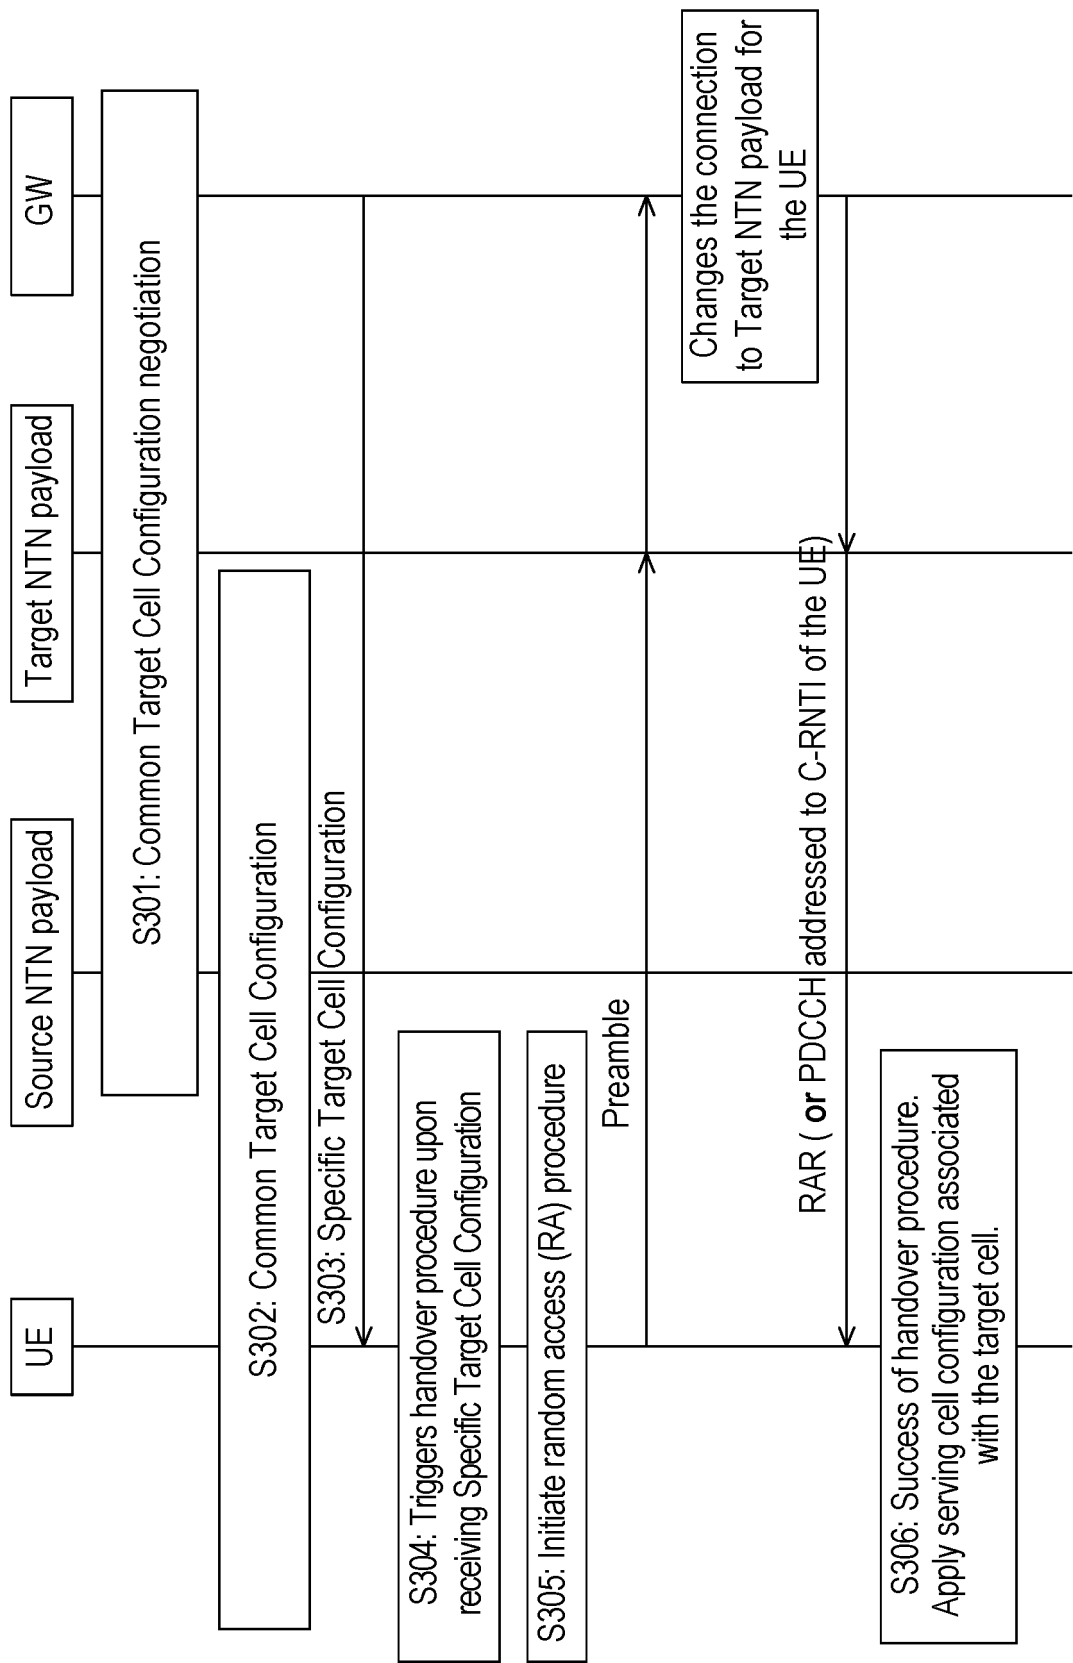 UE
Source NTN payload
Target NTN payload
GW
S301: Common Target Cell Configuration negotiation
S302: Common Target Cell Configuration
S303: Specific Target Cell Configuration
S304: Triggers handover procedure upon
receiving Specific Target Cell Configuration
S305: Initiate random access (RA) procedure
Preamble
Changes the connection
to Target NTN payload for
the UE
RAR ( or PDCCH addressed to C-RNTI of the UE)
S306: Success of handover procedure.
Apply serving cell configuration associated
with the target cell.